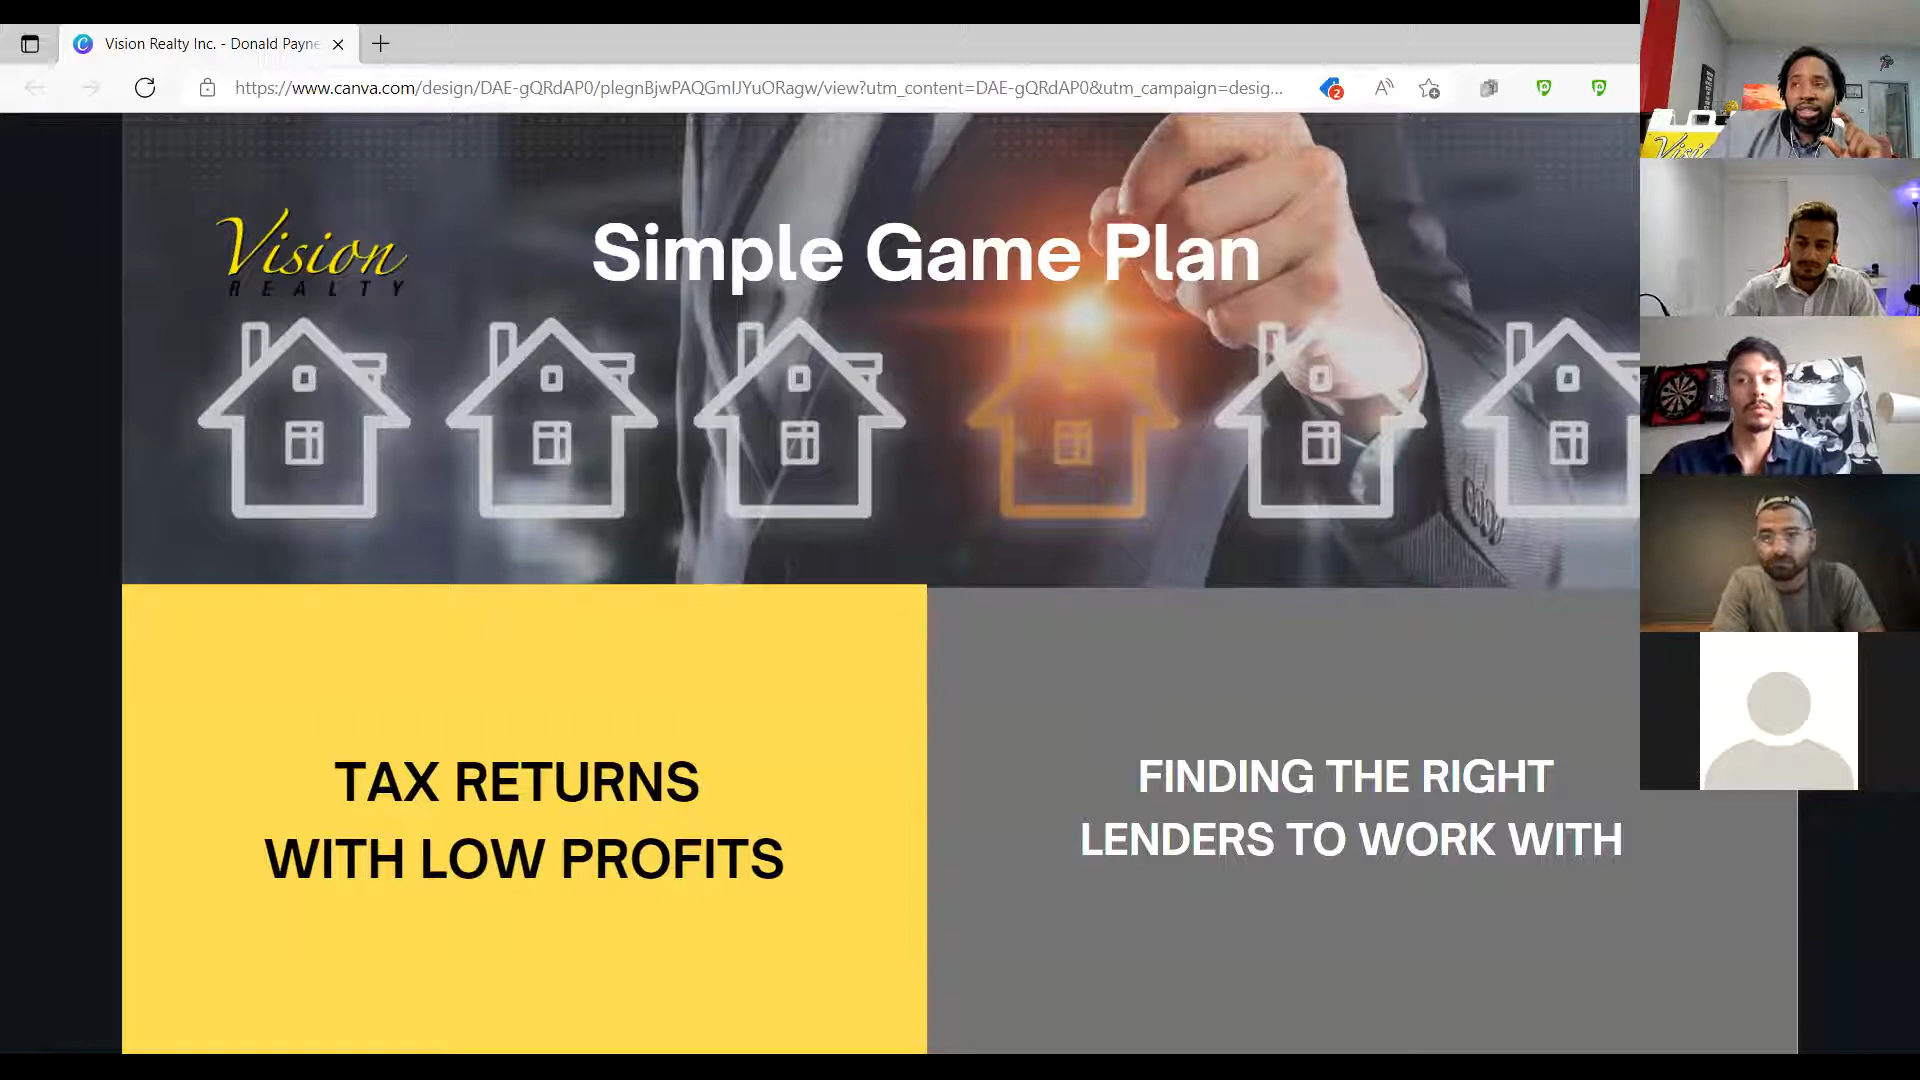 Vision Realty Inc. - Donald Payne
https://www.canva.com/design/DAE-gQRdAP0/plegnBjwPAQGmIJYuORagw/view?utm_content=DAE-gQRdAP0&utm_campaign=desig...
2
Vision
REALTY
Simple Game Plan
TAX RETURNS
WITH LOW PROFITS
FINDING THE RIGHT
LENDERS TO WORK WITH